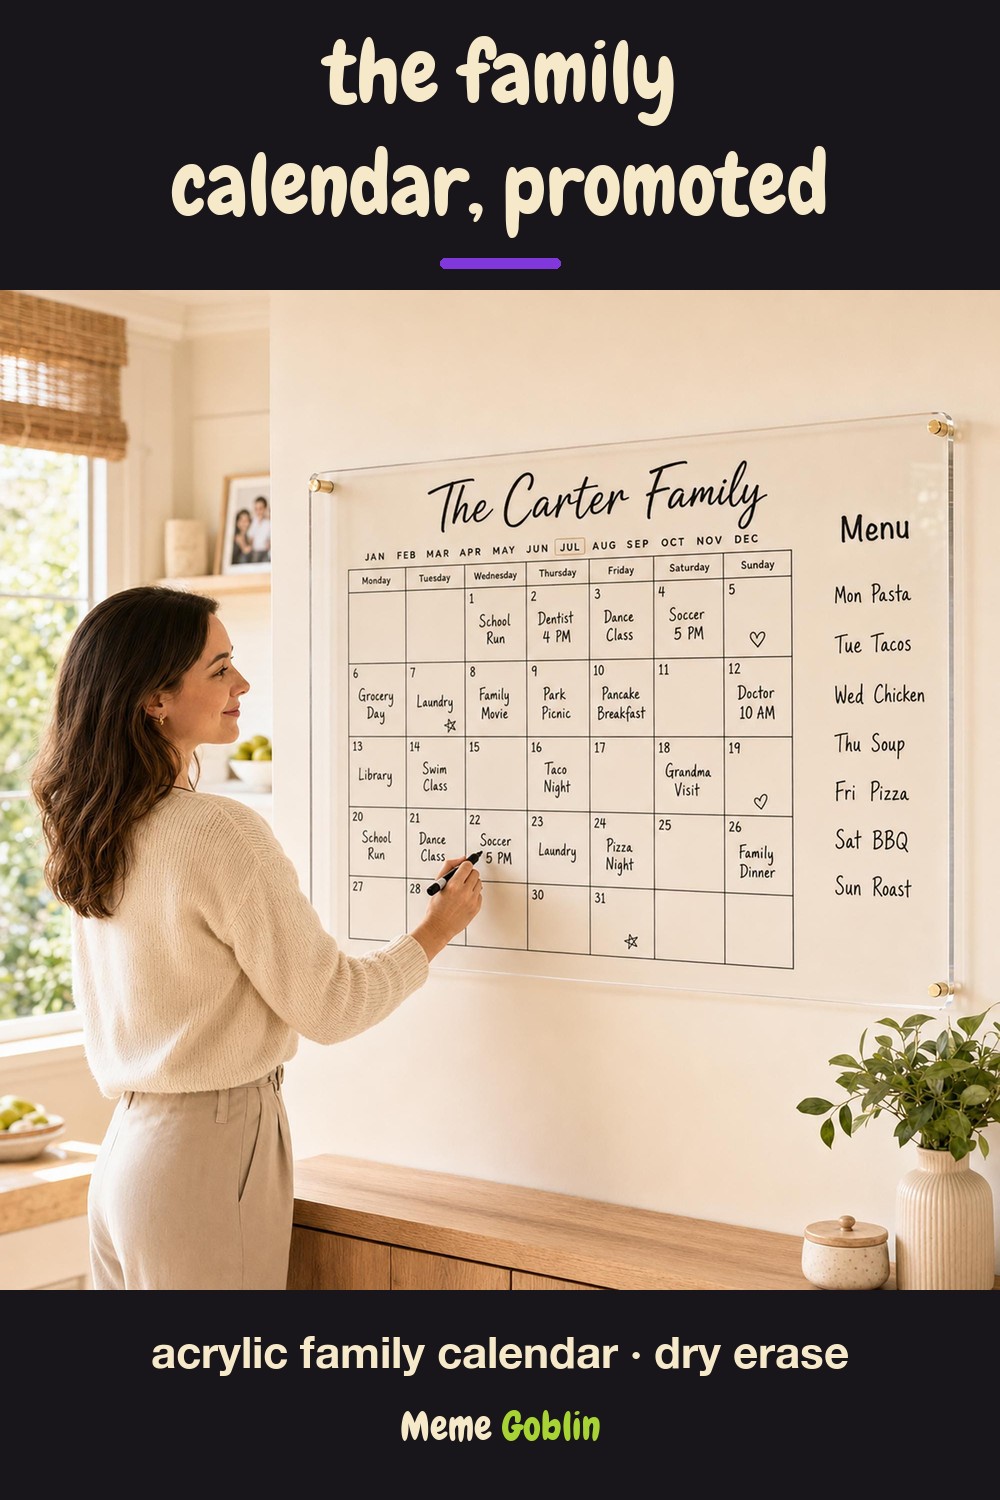 the family
calendar, promoted
The Carter Family
JAN FEB MAR APR MAY JUN JUL AUG SEP OCT NOV DEC
Monday Tuesday Wednesday Thursday Friday Saturday Sunday
1 2 3 4 5
School Run
Dentist 4 PM
Dance Class
Soccer 5 PM
6 7 8 9 10 11 12
Grocery Day
Laundry
Family Movie
Park Picnic
Pancake Breakfast
Doctor 10 AM
13 14 15 16 17 18 19
Library
Swim Class
Taco Night
Grandma Visit
20 21 22 23 24 25 26
School Run
Dance Class
Soccer 5 PM
Laundry
Pizza Night
Family Dinner
27 28 30 31
Menu
Mon Pasta
Tue Tacos
Wed Chicken
Thu Soup
Fri Pizza
Sat BBQ
Sun Roast
acrylic family calendar · dry erase
Meme Goblin